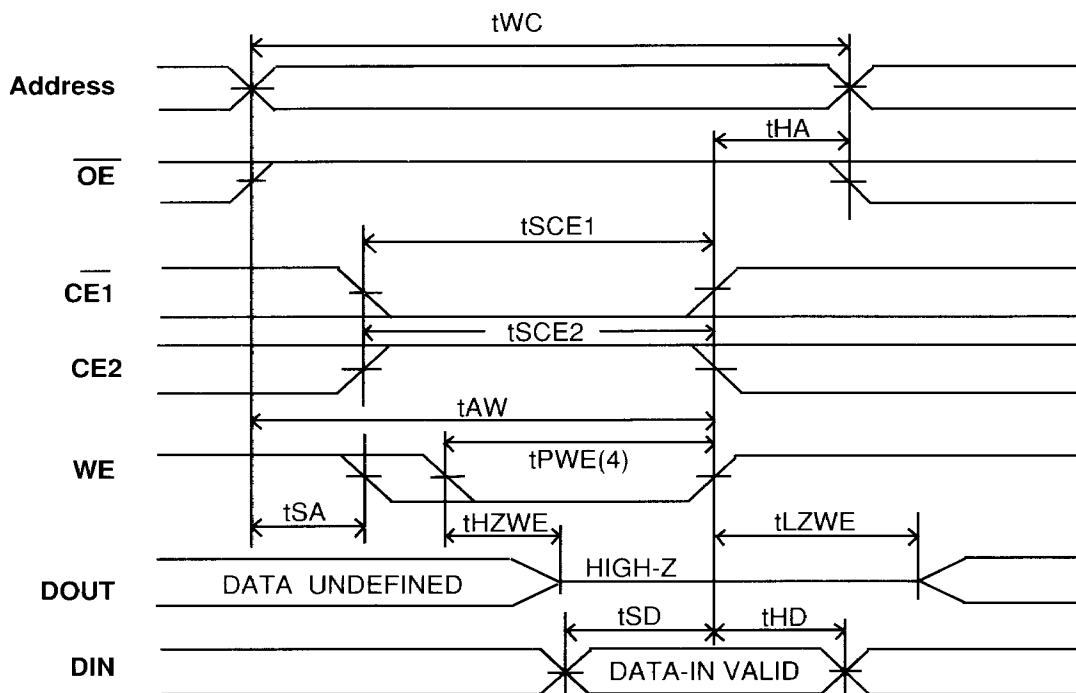 tWC
Address
tHA
OE
tSCE1
CE1
tSCE2
CE2
tAW
WE
tPWE(4)
tSA
tHZWE
tLZWE
DOUT
DATA UNDEFINED
HIGH-Z
tSD
tHD
DIN
DATA-IN VALID